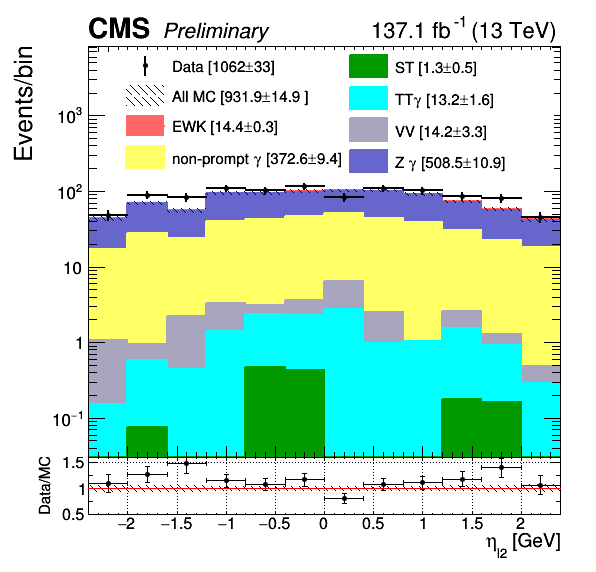 CMS Preliminary 137.1 fb⁻¹ (13 TeV)
Events/bin
Data [1062±33]
All MC [931.9±14.9 ]
EWK [14.4±0.3]
non-prompt γ [372.6±9.4]
ST [1.3±0.5]
TTγ [13.2±1.6]
VV [14.2±3.3]
Z γ [508.5±10.9]
10³
10²
10
1
10⁻¹
Data/MC
1.5
1
0.5
−2 −1.5 −1 −0.5 0 0.5 1 1.5 2
η_l2 [GeV]